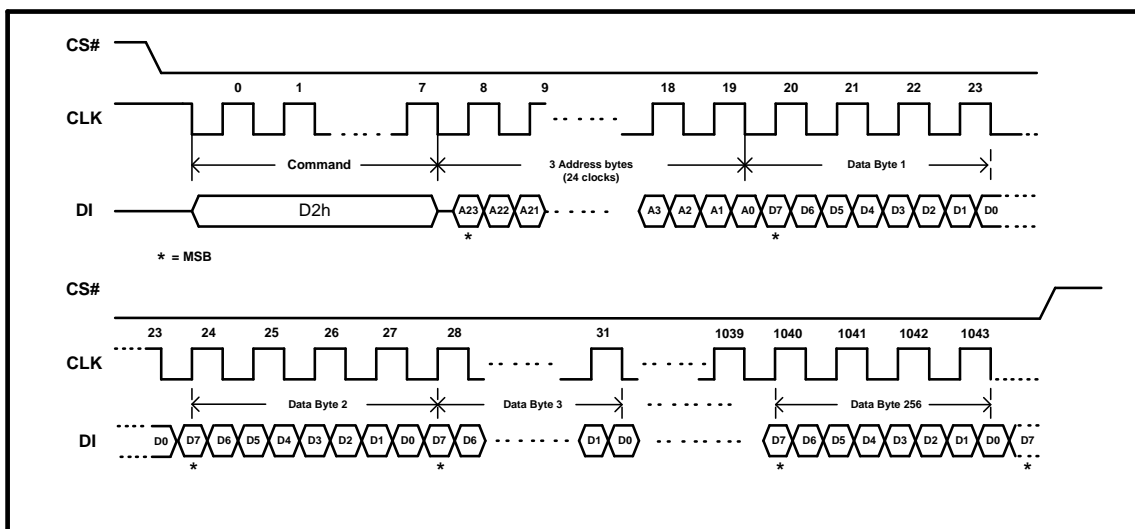 CS#
0 1 7 8 9 18 19 20 21 22 23
CLK
Command
3 Address bytes
(24 clocks)
Data Byte 1
DI
D2h
A23 A22 A21 A3 A2 A1 A0 D7 D6 D5 D4 D3 D2 D1 D0
* *
* = MSB
CS#
23 24 25 26 27 28 31 1039 1040 1041 1042 1043
CLK
Data Byte 2 Data Byte 3 Data Byte 256
DI
D0 D7 D6 D5 D4 D3 D2 D1 D0 D7 D6 D1 D0 D7 D6 D5 D4 D3 D2 D1 D0 D7
* * * *